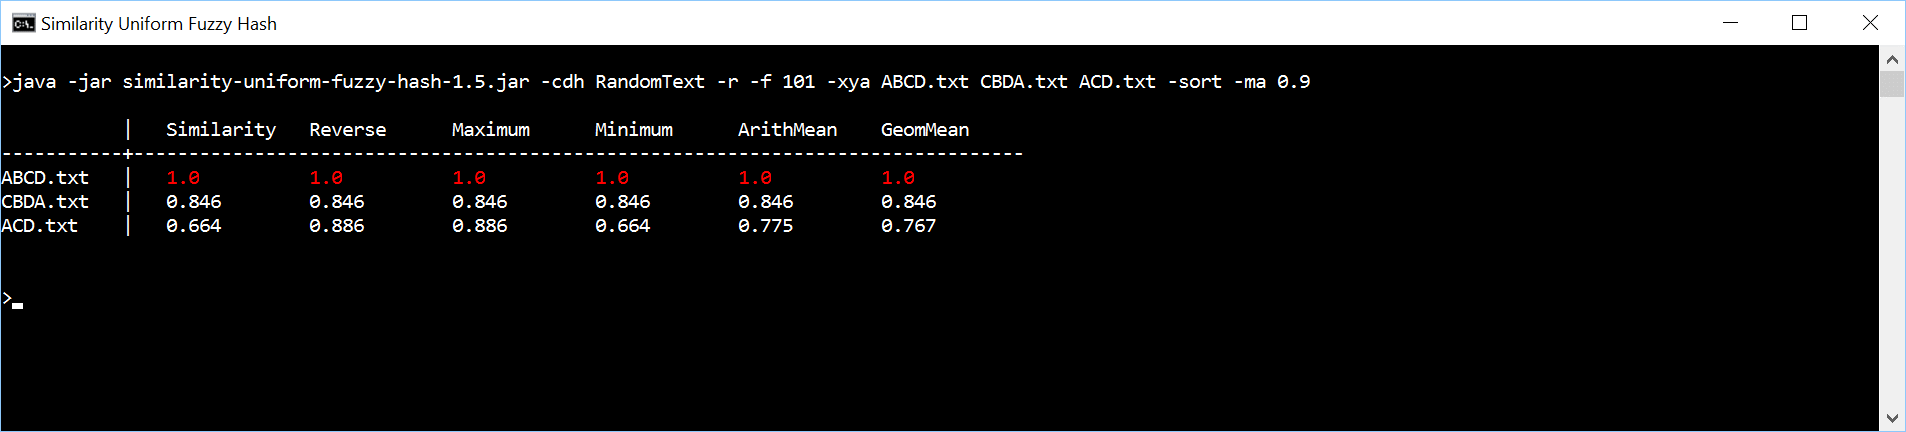 Similarity Uniform Fuzzy Hash
>java -jar similarity-uniform-fuzzy-hash-1.5.jar -cdh RandomText -r -f 101 -xya ABCD.txt CBDA.txt ACD.txt -sort -ma 0.9
| Similarity Reverse Maximum Minimum ArithMean GeomMean
-----------+---------------------------------------------------------------------------------
ABCD.txt | 1.0 1.0 1.0 1.0 1.0 1.0
CBDA.txt | 0.846 0.846 0.846 0.846 0.846 0.846
ACD.txt | 0.664 0.886 0.886 0.664 0.775 0.767
>